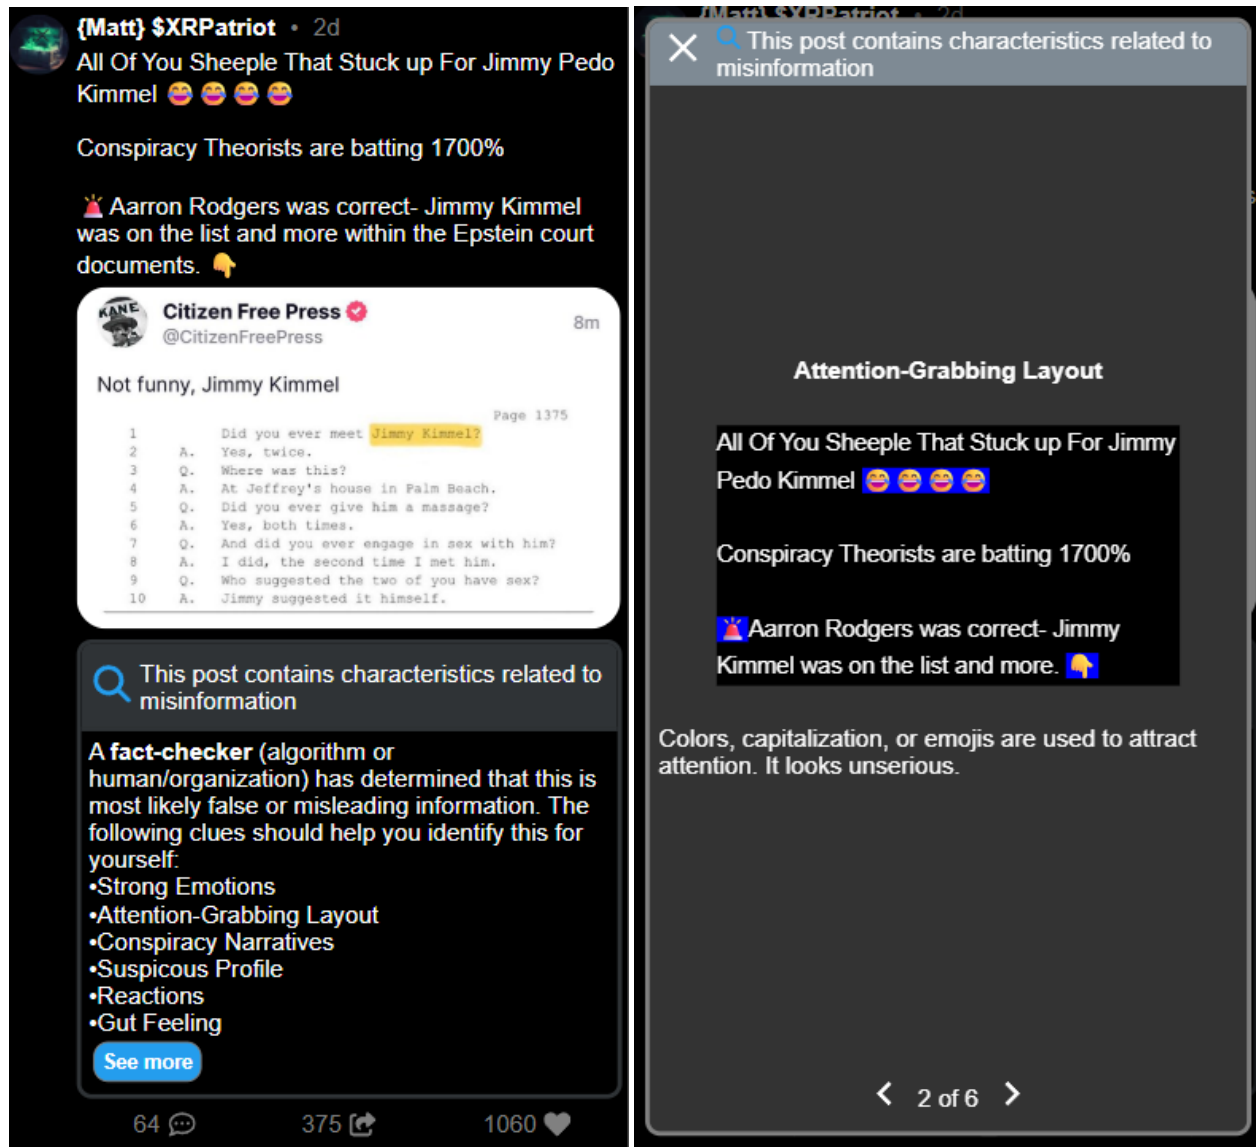 {Matt} $XRPatriot • 2d
All Of You Sheeple That Stuck up For Jimmy Pedo
Kimmel 😂 😂 😂 😂
Conspiracy Theorists are batting 1700%
🚨Aarron Rodgers was correct- Jimmy Kimmel
was on the list and more within the Epstein court
documents. 👇
KANE
Citizen Free Press
8m
@CitizenFreePress
Not funny, Jimmy Kimmel
Page 1375
1 Did you ever meet Jimmy Kimmel?
2 A. Yes, twice.
3 Q. Where was this?
4 A. At Jeffrey's house in Palm Beach.
5 Q. Did you ever give him a massage?
6 A. Yes, both times.
7 Q. And did you ever engage in sex with him?
8 A. I did, the second time I met him.
9 Q. Who suggested the two of you have sex?
10 A. Jimmy suggested it himself.
This post contains characteristics related to
misinformation
A fact-checker (algorithm or
human/organization) has determined that this is
most likely false or misleading information. The
following clues should help you identify this for
yourself:
•Strong Emotions
•Attention-Grabbing Layout
•Conspiracy Narratives
•Suspicous Profile
•Reactions
•Gut Feeling
See more
64
375
1060
{Matt} $XRPatriot • 2d
This post contains characteristics related to
misinformation
Attention-Grabbing Layout
All Of You Sheeple That Stuck up For Jimmy
Pedo Kimmel 😂 😂 😂 😂
Conspiracy Theorists are batting 1700%
🚨Aarron Rodgers was correct- Jimmy
Kimmel was on the list and more. 👇
Colors, capitalization, or emojis are used to attract
attention. It looks unserious.
< 2 of 6 >